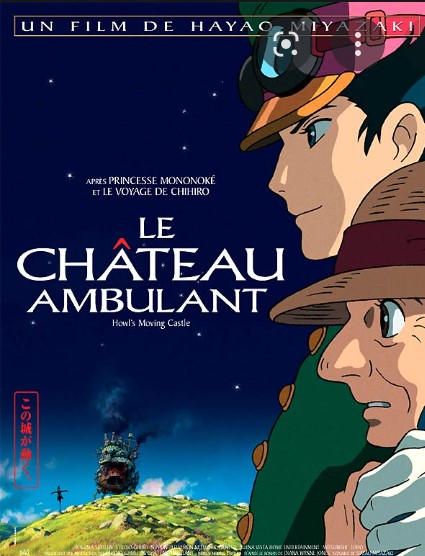 UN FILM DE HAYAO MIYAZAKI
APRÈS PRINCESSE MONONOKÉ
ET LE VOYAGE DE CHIHIRO
LE
CHÂTEAU
AMBULANT
Howl's Moving Castle
この城が動く。